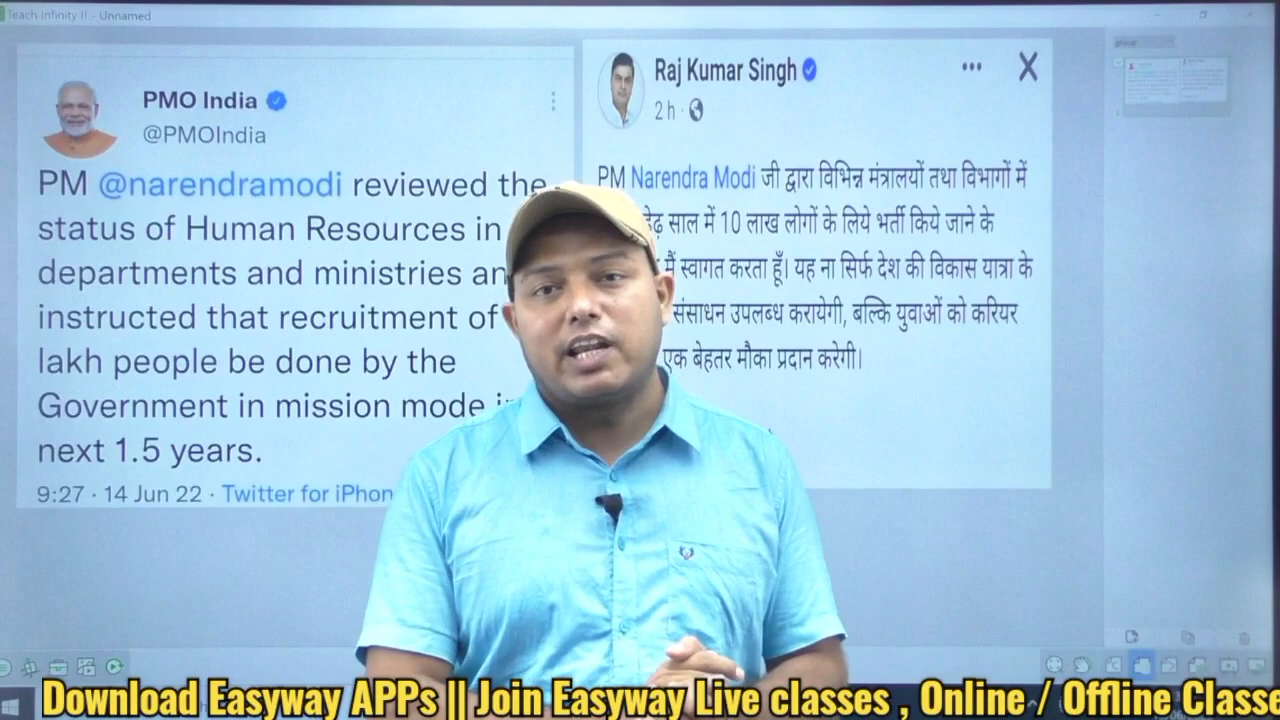 Teach Infinity II - Unnamed
PMO India
@PMOIndia
PM @narendramodi reviewed the
status of Human Resources in
departments and ministries an
instructed that recruitment of
lakh people be done by the
Government in mission mode i
next 1.5 years.
9:27 · 14 Jun 22 · Twitter for iPhon
Raj Kumar Singh
2 h ·
PM Narendra Modi जी द्वारा विभिन्न मंत्रालयों तथा विभागों में
डेढ़ साल में 10 लाख लोगों के लिये भर्ती किये जाने के
मैं स्वागत करता हूँ। यह ना सिर्फ देश की विकास यात्रा के
संसाधन उपलब्ध करायेगी, बल्कि युवाओं को करियर
एक बेहतर मौका प्रदान करेगी।
group
Download Easyway APPs || Join Easyway Live classes , Online / Offline Classe